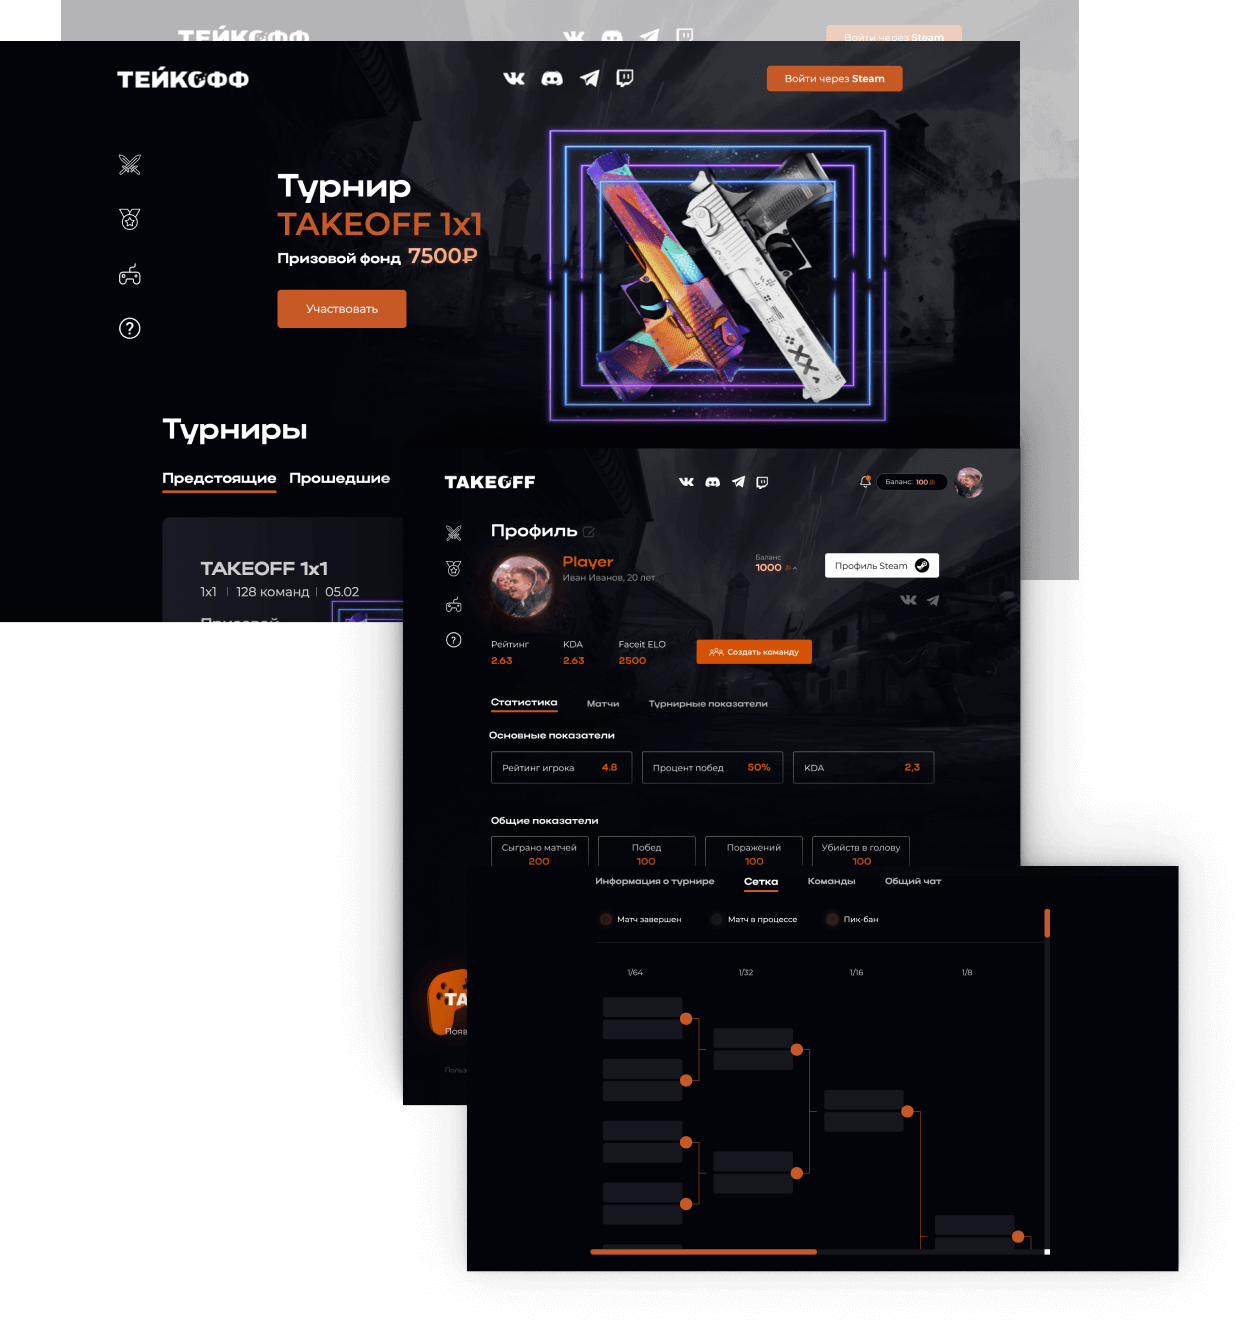 ТЕЙКОФФ
Войти через Steam
ТЕЙКОФФ
Войти через Steam
Турнир
TAKEOFF 1x1
Призовой фонд 7500₽
Участвовать
Турниры
Предстоящие Прошедшие
TAKEOFF 1x1
1x1 | 128 команд | 05.02
Призовой
TAKEOFF
Баланс: 100
Профиль
Player
Иван Иванов, 20 лет
Баланс
1000
Профиль Steam
Рейтинг KDA Faceit ELO
2.63 2.63 2500
Создать команду
Статистика Матчи Турнирные показатели
Основные показатели
Рейтинг игрока 4.8 Процент побед 50% KDA 2,3
Общие показатели
Сыграно матчей Побед Поражений Убийств в голову
200 100 100 100
TA
Появ
Польз
Информация о турнире Сетка Команды Общий чат
Матч завершен Матч в процессе Пик-бан
1/64 1/32 1/16 1/8